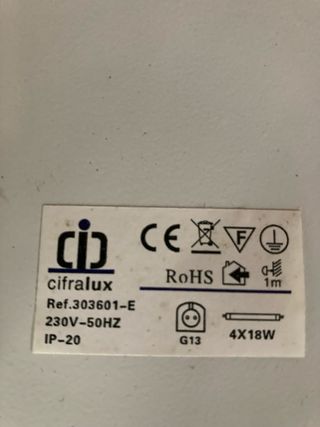 cifralux
Ref.303601-E
230V-50HZ
IP-20
CE
F
RoHS
1m
G13
4X18W